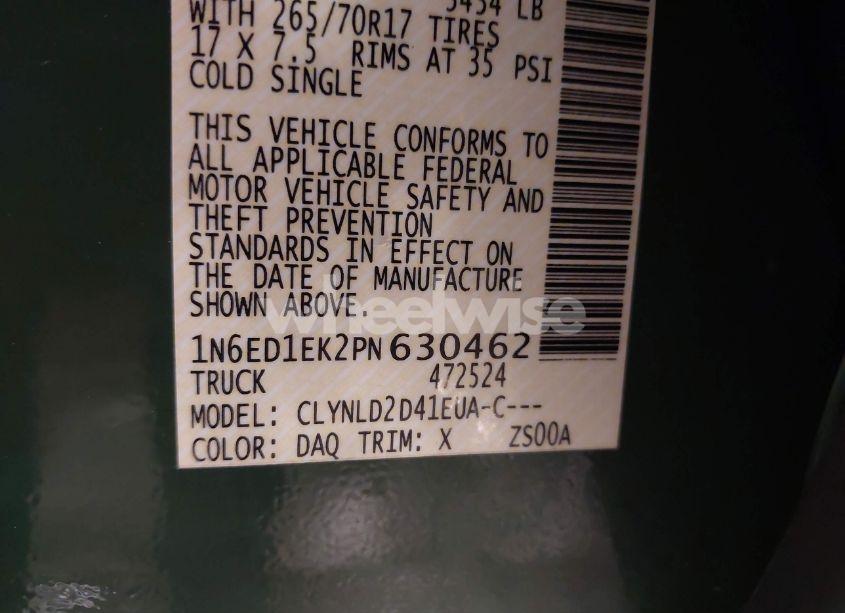 3454 LB
WITH 265/70R17 TIRES
17 X 7.5 RIMS AT 35 PSI
COLD SINGLE
THIS VEHICLE CONFORMS TO
ALL APPLICABLE FEDERAL
MOTOR VEHICLE SAFETY AND
THEFT PREVENTION
STANDARDS IN EFFECT ON
THE DATE OF MANUFACTURE
SHOWN ABOVE.
wheelwise
1N6ED1EK2PN630462
TRUCK 472524
MODEL: CLYNLD2D41EUA-C---
COLOR: DAQ TRIM: X ZS00A